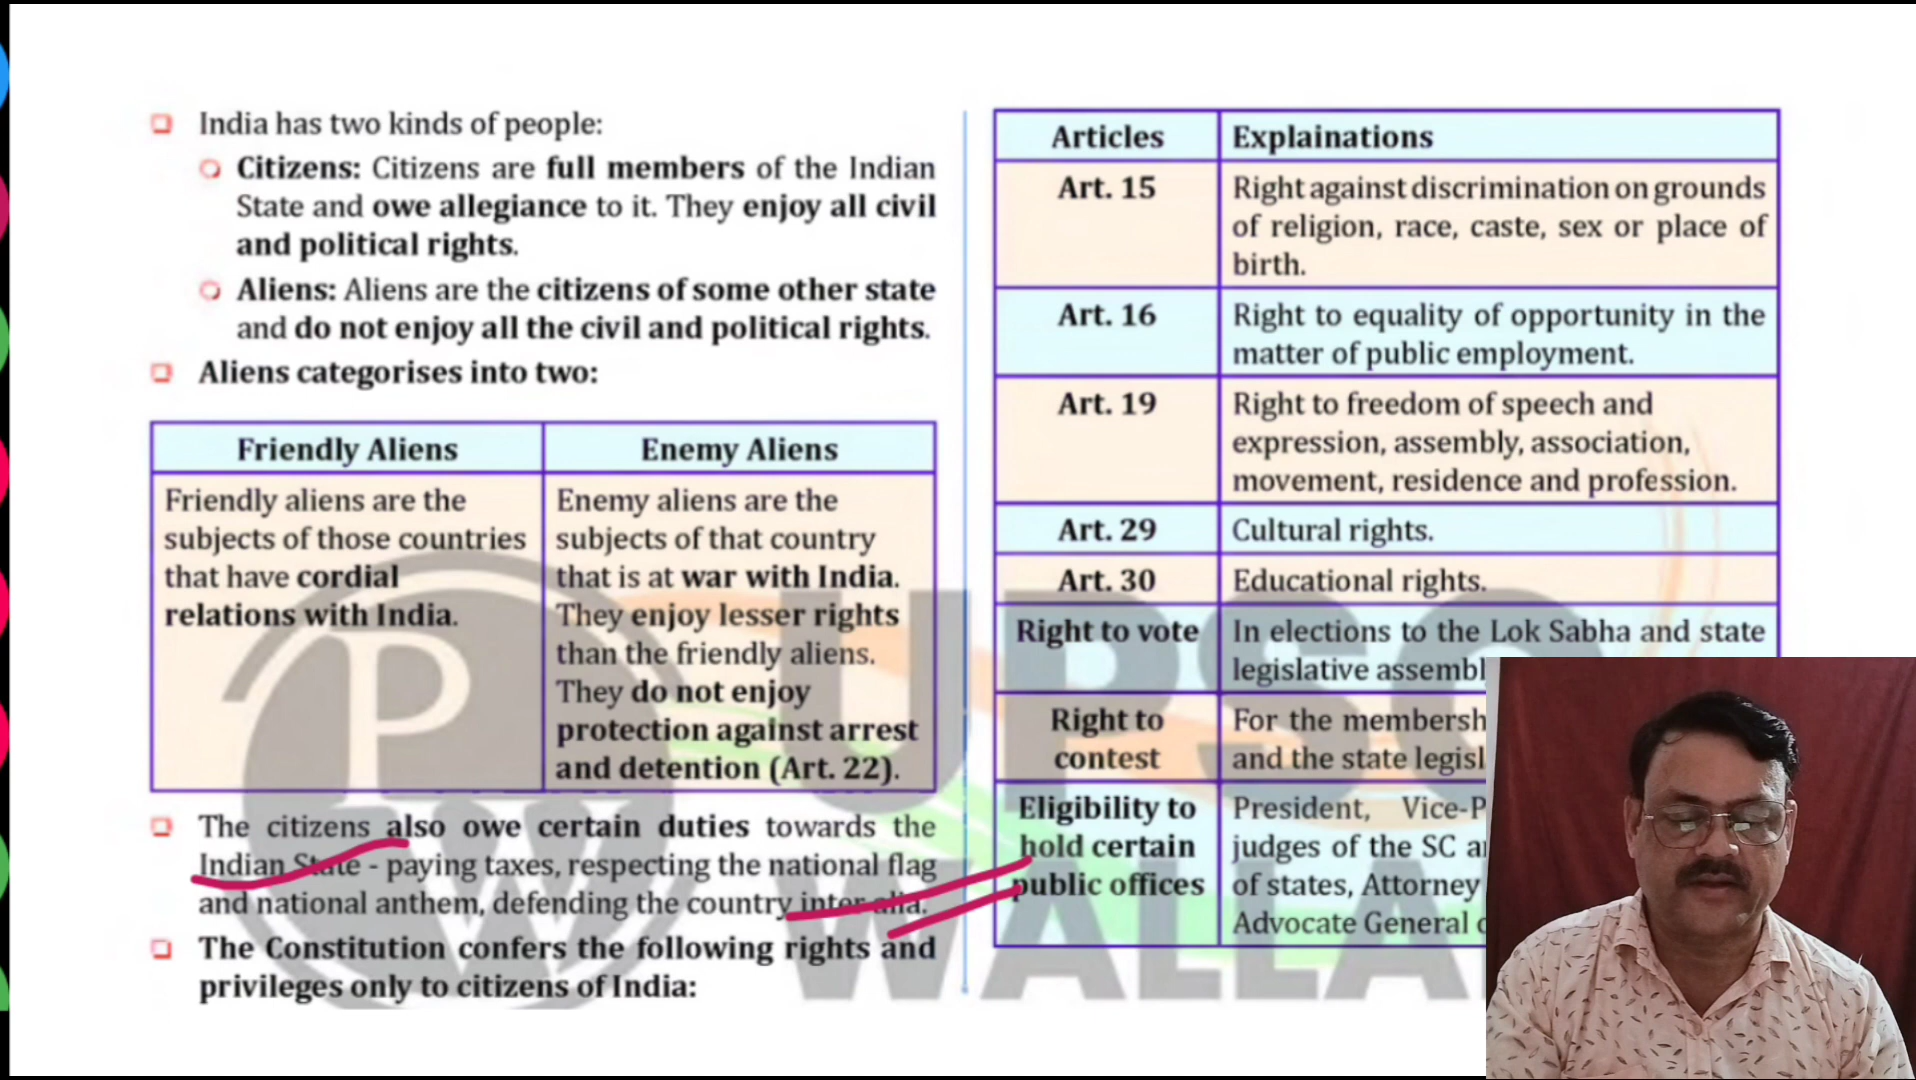 India has two kinds of people:
Citizens: Citizens are full members of the Indian
State and owe allegiance to it. They enjoy all civil
and political rights.
Aliens: Aliens are the citizens of some other state
and do not enjoy all the civil and political rights.
Aliens categorises into two:
Friendly Aliens
Friendly aliens are the
subjects of those countries
that have cordial
relations with India.
Enemy Aliens
Enemy aliens are the
subjects of that country
that is at war with India.
They enjoy lesser rights
than the friendly aliens.
They do not enjoy
protection against arrest
and detention (Art. 22).
The citizens also owe certain duties towards the
Indian State - paying taxes, respecting the national flag
and national anthem, defending the country inter alia.
The Constitution confers the following rights and
privileges only to citizens of India:
Articles
Explainations
Art. 15
Right against discrimination on grounds
of religion, race, caste, sex or place of
birth.
Art. 16
Right to equality of opportunity in the
matter of public employment.
Art. 19
Right to freedom of speech and
expression, assembly, association,
movement, residence and profession.
Art. 29
Cultural rights.
Art. 30
Educational rights.
Right to vote
In elections to the Lok Sabha and state
legislative
Right to
contest
For the
and the state
Eligibility to
hold certain
public offices
President,
judges of the SC
of states, Attorney
Advocate General
P
W
UPSC
WALLA